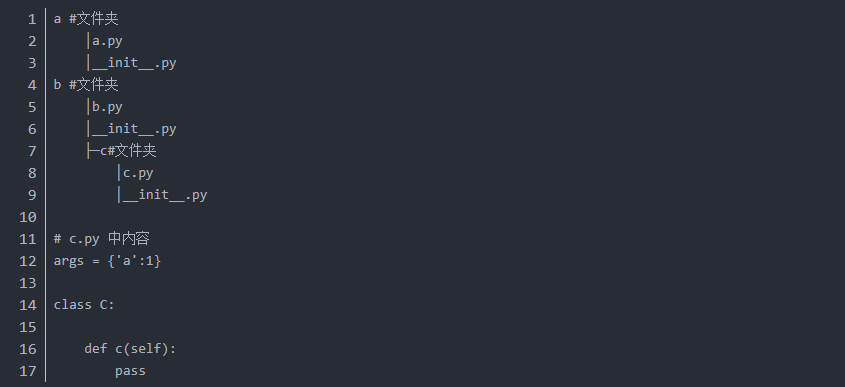 1 a #文件夹
2     |a.py
3     |__init__.py
4 b #文件夹
5     |b.py
6     |__init__.py
7     ├─c#文件夹
8         |c.py
9         |__init__.py
10
11 # c.py 中内容
12 args = {'a':1}
13
14 class C:
15
16     def c(self):
17         pass